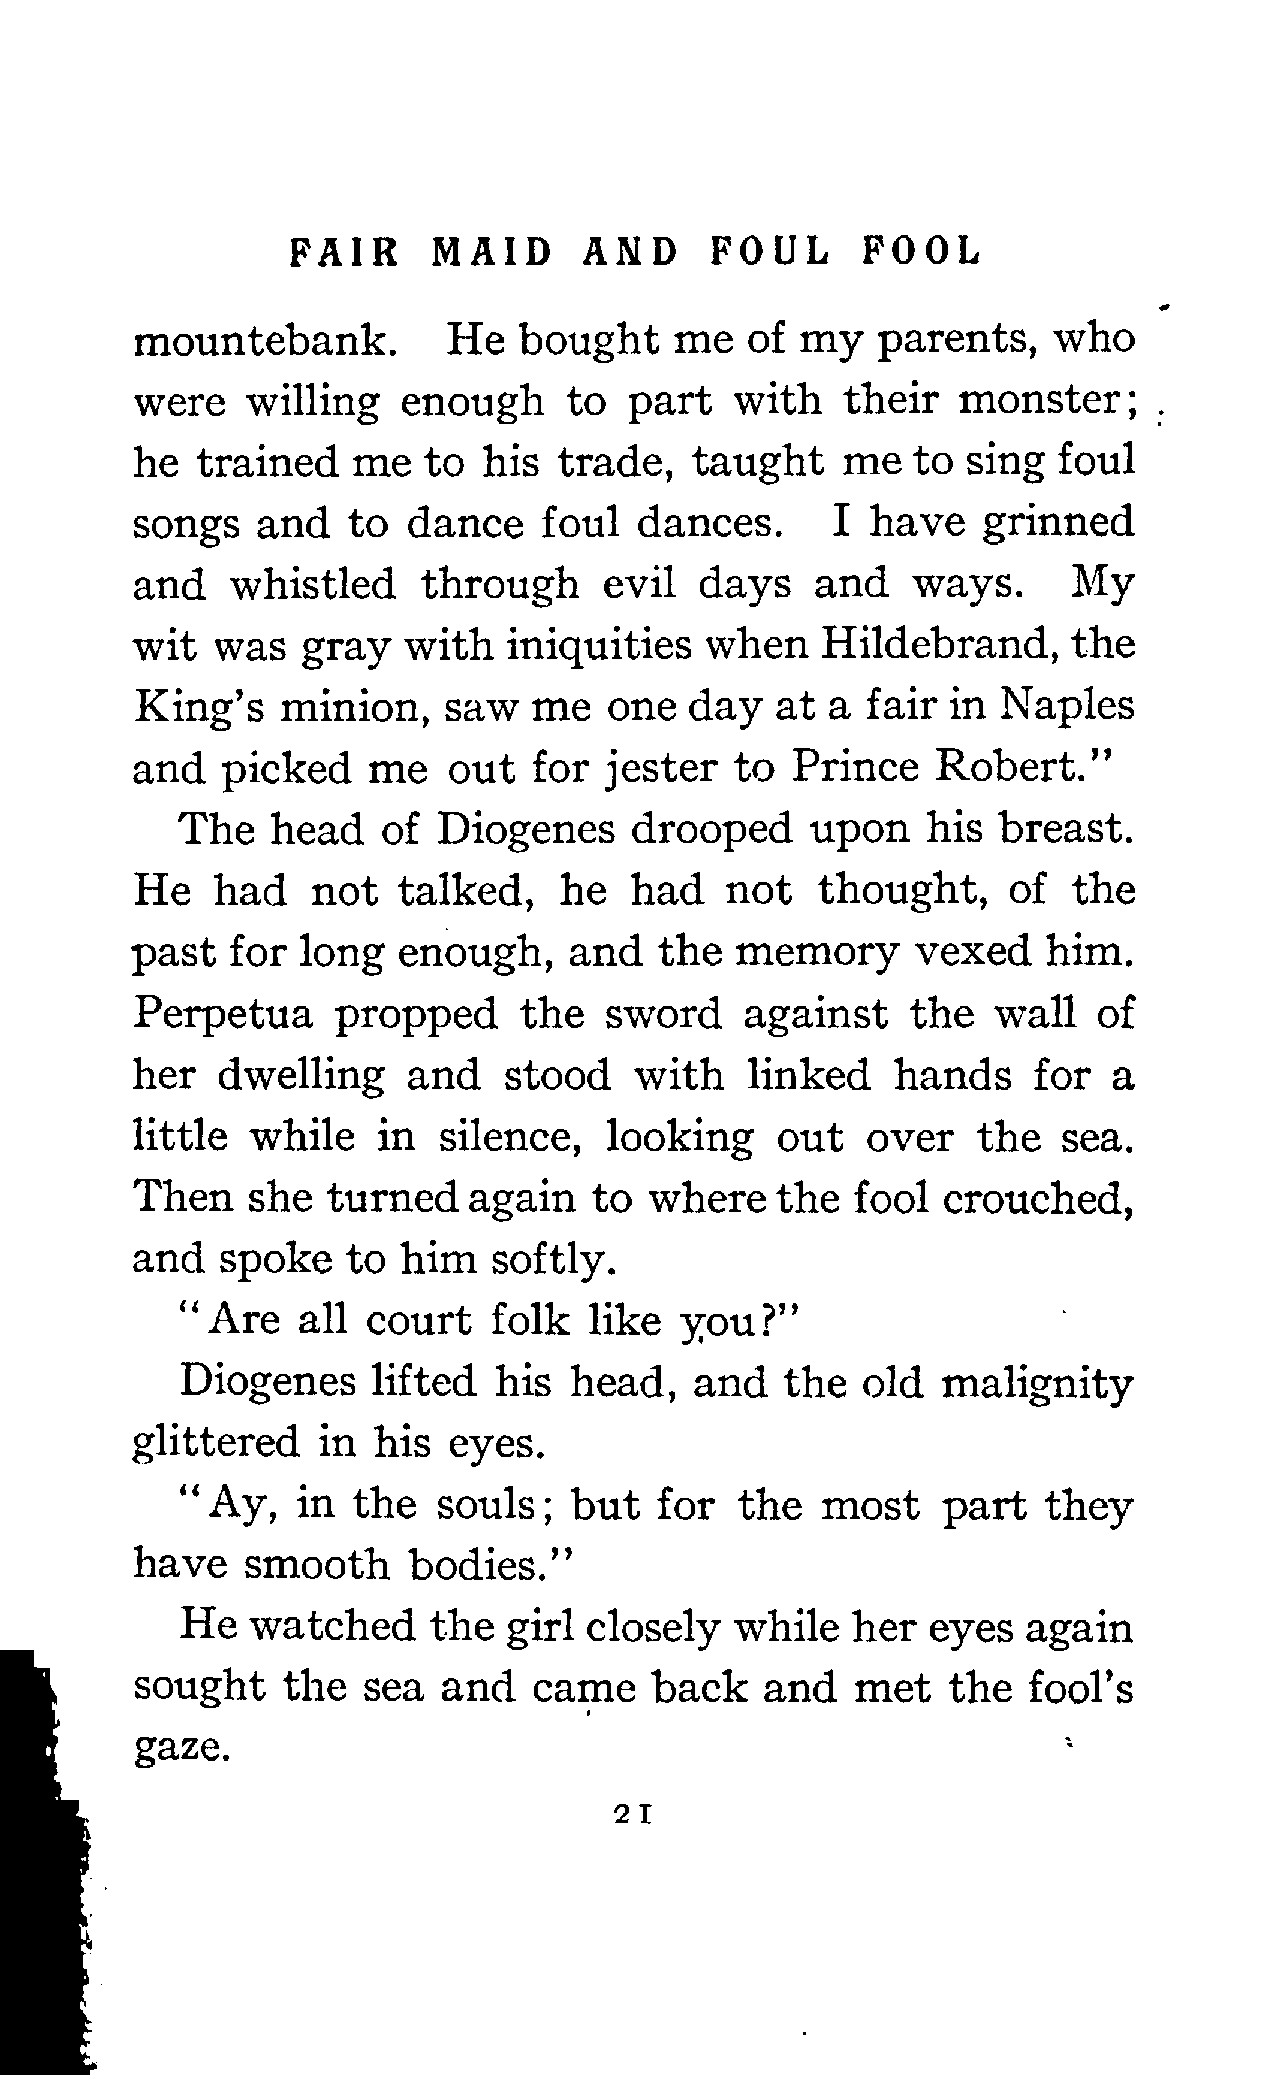 FAIR MAID AND FOUL FOOL
mountebank. He bought me of my parents, who
were willing enough to part with their monster;
he trained me to his trade, taught me to sing foul
songs and to dance foul dances. I have grinned
and whistled through evil days and ways. My
wit was gray with iniquities when Hildebrand, the
King's minion, saw me one day at a fair in Naples
and picked me out for jester to Prince Robert."
The head of Diogenes drooped upon his breast.
He had not talked, he had not thought, of the
past for long enough, and the memory vexed him.
Perpetua propped the sword against the wall of
her dwelling and stood with linked hands for a
little while in silence, looking out over the sea.
Then she turned again to where the fool crouched,
and spoke to him softly.
"Are all court folk like you?"
Diogenes lifted his head, and the old malignity
glittered in his eyes.
"Ay, in the souls; but for the most part they
have smooth bodies."
He watched the girl closely while her eyes again
sought the sea and came back and met the fool's
gaze.
21